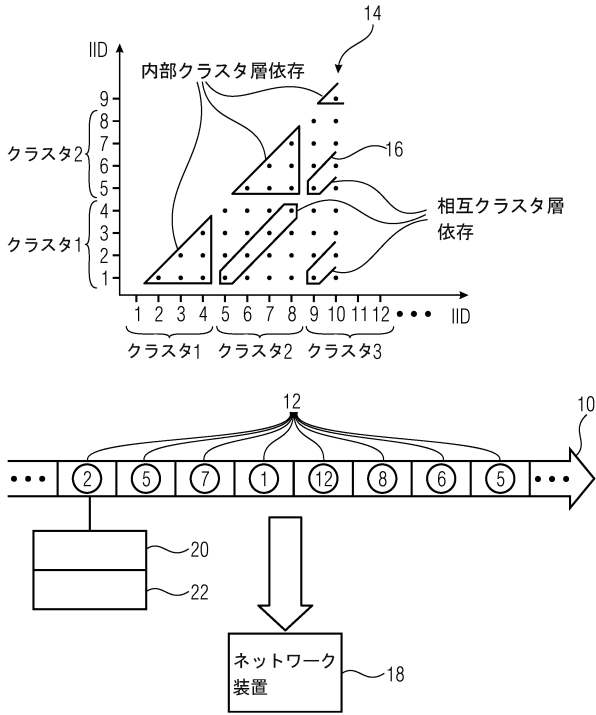 14
IID
内部クラスタ層依存
9
8
7
16
クラスタ2
6
5
相互クラスタ層
依存
4
3
クラスタ1
2
1
1 2 3 4 5 6 7 8 9 10 11 12 •••
IID
クラスタ1 クラスタ2 クラスタ3
12
10
••• 2 5 7 1 12 8 6 5 •••
20
22
ネットワーク
装置
18